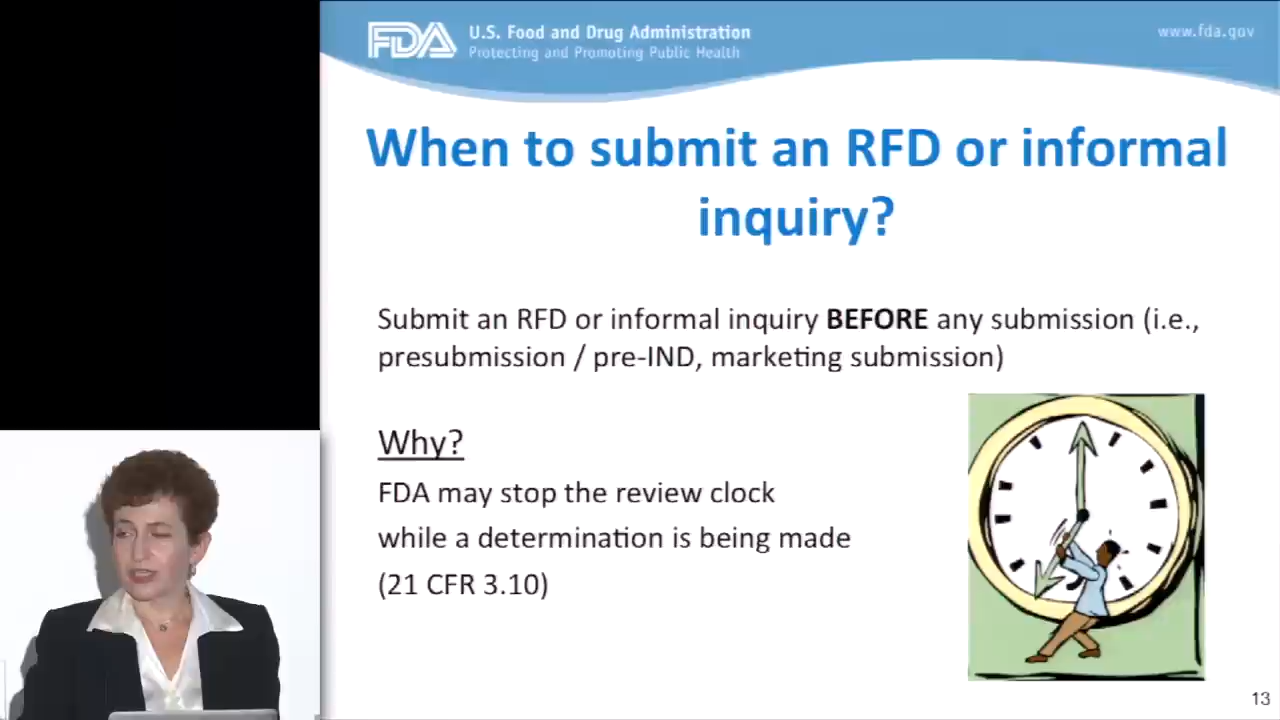 FDA
U.S. Food and Drug Administration
Protecting and Promoting Public Health
www.fda.gov
When to submit an RFD or informal
inquiry?
Submit an RFD or informal inquiry BEFORE any submission (i.e.,
presubmission / pre-IND, marketing submission)
Why?
FDA may stop the review clock
while a determination is being made
(21 CFR 3.10)
13